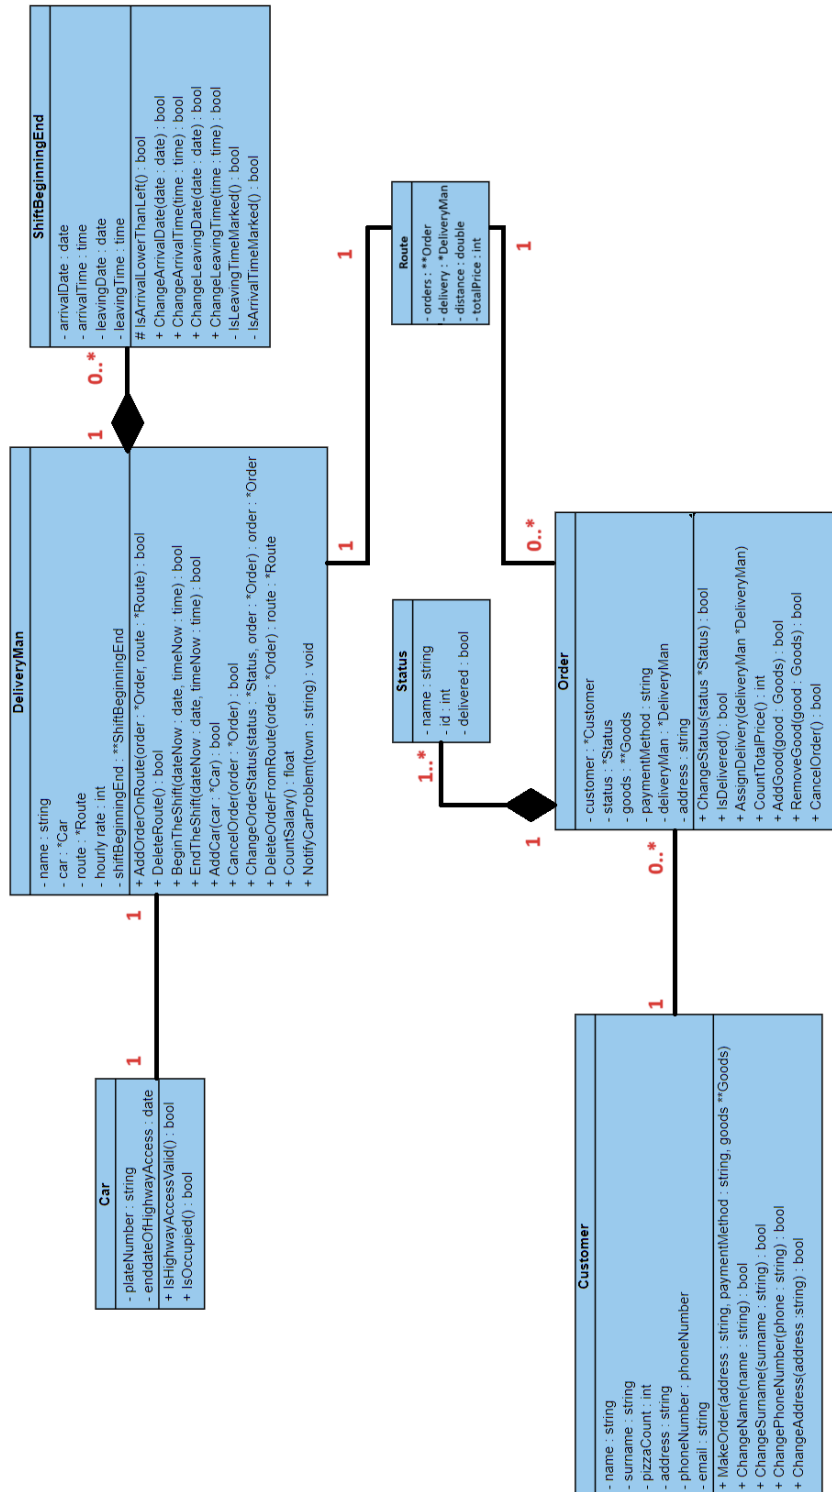 Car
- plateNumber : string
- enddateOfHighwayAccess : date
+ IsHighwayAccessValid() : bool
+ IsOccupied() : bool
1
1
DeliveryMan
- name : string
- car : *Car
- route : *Route
- hourly rate : int
- shiftBeginningEnd : **ShiftBeginningEnd
+ AddOrderOnRoute(order : *Order, route : *Route) : bool
+ DeleteRoute() : bool
+ BeginTheShift(dateNow : date, timeNow : time) : bool
+ EndTheShift(dateNow : date, timeNow : time) : bool
+ AddCar(car : *Car) : bool
+ CancelOrder(order : *Order) : bool
+ ChangeOrderStatus(status : *Status, order : *Order) : order : *Order
+ DeleteOrderFromRoute(order : *Order) : route : *Route
+ CountSalary() : float
+ NotifyCarProblem(town : string) : void
1
0..*
ShiftBeginningEnd
- arrivalDate : date
- arrivalTime : time
- leavingDate : date
- leavingTime : time
# IsArrivalLowerThanLeft() : bool
+ ChangeArrivalDate(date : date) : bool
+ ChangeArrivalTime(time : time) : bool
+ ChangeLeavingDate(date : date) : bool
+ ChangeLeavingTime(time : time) : bool
- IsLeavingTimeMarked() : bool
- IsArrivalTimeMarked() : bool
1
1
Status
- name : string
- id : int
- delivered : bool
1..*
1
Route
- orders : **Order
- delivery : *DeliveryMan
- distance : double
- totalPrice : int
1
0..*
Customer
- name : string
- surname : string
- pizzaCount : int
- address : string
- phoneNumber : phoneNumber
- email : string
+ MakeOrder(address : string, paymentMethod : string, goods **Goods)
+ ChangeName(name : string) : bool
+ ChangeSurname(surname : string) : bool
+ ChangePhoneNumber(phone : string) : bool
+ ChangeAddress(address :string) : bool
1
0..*
Order
- customer : *Customer
- status : *Status
- goods : **Goods
- paymentMethod : string
- deliveryMan : *DeliveryMan
- address : string
+ ChangeStatus(status *Status) : bool
+ IsDelivered() : bool
+ AssignDelivery(deliveryMan *DeliveryMan)
+ CountTotalPrice() : int
+ AddGood(good : Goods) : bool
+ RemoveGood(good : Goods) : bool
+ CancelOrder() : bool